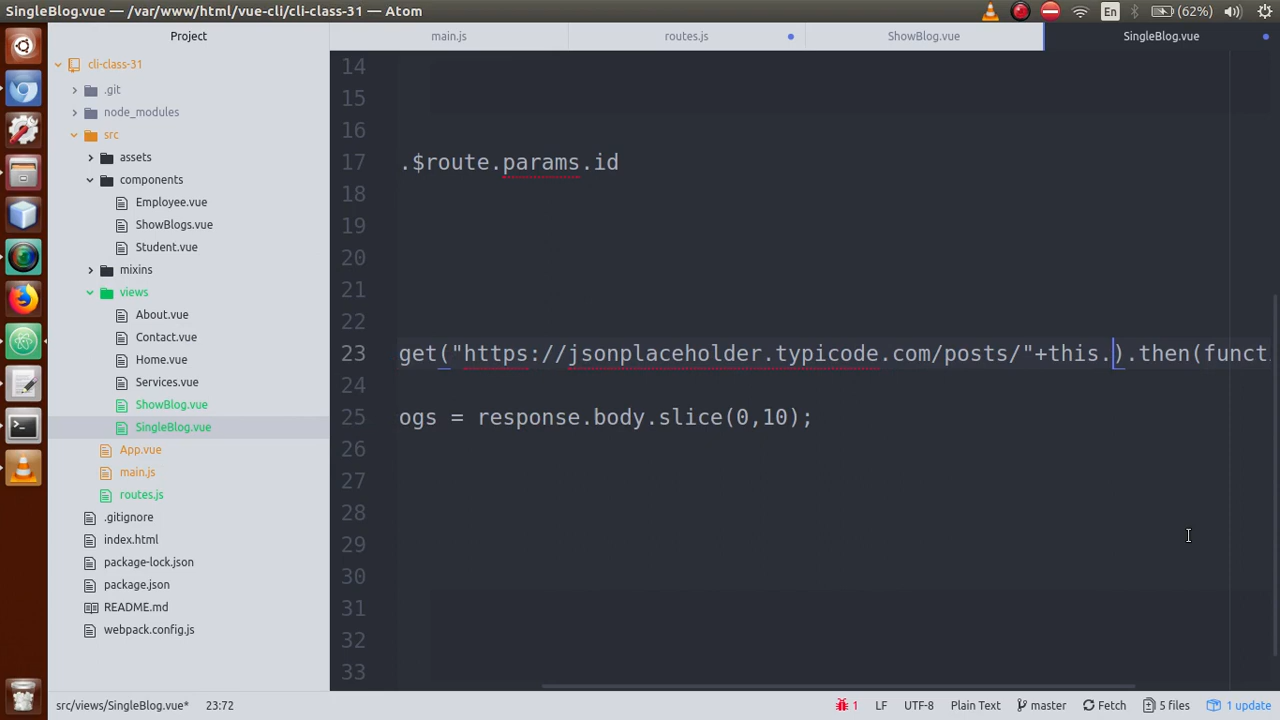 SingleBlog.vue — /var/www/html/vue-cli/cli-class-31 — Atom
En
(62%)
Project
main.js
routes.js
ShowBlog.vue
SingleBlog.vue
cli-class-31
.git
node_modules
src
assets
components
Employee.vue
ShowBlogs.vue
Student.vue
mixins
views
About.vue
Contact.vue
Home.vue
Services.vue
ShowBlog.vue
SingleBlog.vue
App.vue
main.js
routes.js
.gitignore
index.html
package-lock.json
package.json
README.md
webpack.config.js
14
15
16
17 .$route.params.id
18
19
20
21
22
23 get("https://jsonplaceholder.typicode.com/posts/"+this.).then(funct
24
25 ogs = response.body.slice(0,10);
26
27
28
29
30
31
32
33
src/views/SingleBlog.vue* 23:72
1 LF UTF-8 Plain Text master Fetch 5 files 1 update